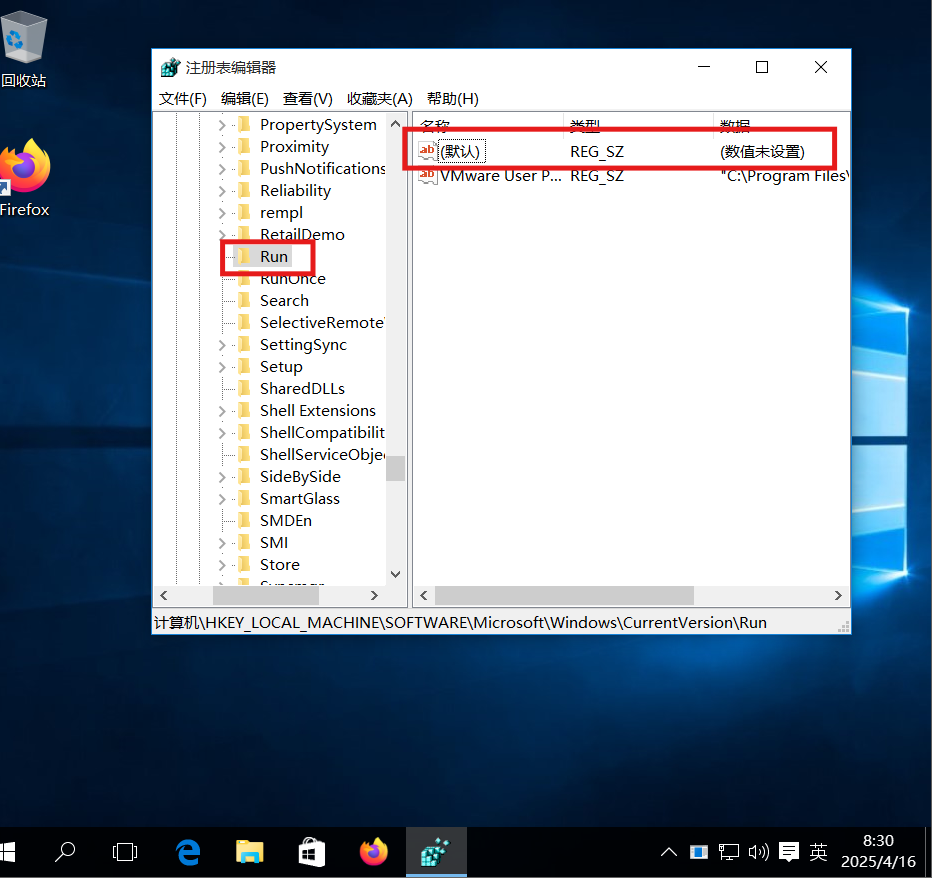 回收站
Firefox
注册表编辑器
文件(F) 编辑(E) 查看(V) 收藏夹(A) 帮助(H)
PropertySystem
Proximity
PushNotifications
Reliability
rempl
RetailDemo
Run
RunOnce
Search
SelectiveRemote
SettingSync
Setup
SharedDLLs
Shell Extensions
ShellCompatibilit
ShellServiceObje
SideBySide
SmartGlass
SMDEn
SMI
Store
名称 类型 数据
ab (默认) REG_SZ (数值未设置)
ab VMware User P... REG_SZ "C:\Program Files\
计算机\HKEY_LOCAL_MACHINE\SOFTWARE\Microsoft\Windows\CurrentVersion\Run
英
8:30
2025/4/16